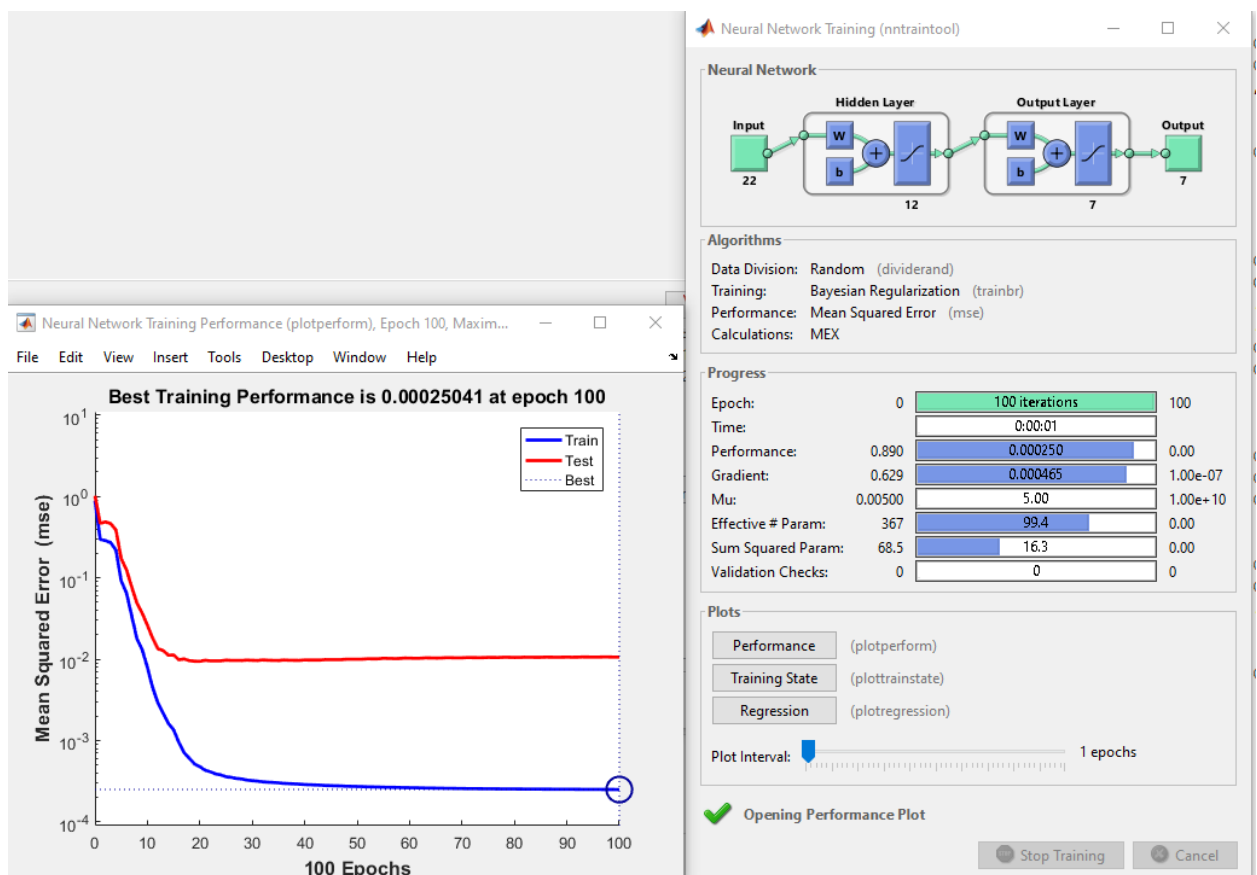 Neural Network Training (nntraintool)
Neural Network
Hidden Layer
Output Layer
Input
W
b
+
W
b
+
Output
22
12
7
7
Algorithms
Data Division: Random (dividerand)
Training: Bayesian Regularization (trainbr)
Performance: Mean Squared Error (mse)
Calculations: MEX
Progress
Epoch: 0 100 iterations 100
Time: 0:00:01
Performance: 0.890 0.000250 0.00
Gradient: 0.629 0.000465 1.00e-07
Mu: 0.00500 5.00 1.00e+10
Effective # Param: 367 99.4 0.00
Sum Squared Param: 68.5 16.3 0.00
Validation Checks: 0 0 0
Plots
Performance (plotperform)
Training State (plottrainstate)
Regression (plotregression)
Plot Interval: 1 epochs
Opening Performance Plot
Stop Training Cancel
Neural Network Training Performance (plotperform), Epoch 100, Maxim...
File Edit View Insert Tools Desktop Window Help
Best Training Performance is 0.00025041 at epoch 100
Mean Squared Error (mse)
10^1
10^0
10^-1
10^-2
10^-3
10^-4
Train
Test
Best
0 10 20 30 40 50 60 70 80 90 100
100 Epochs